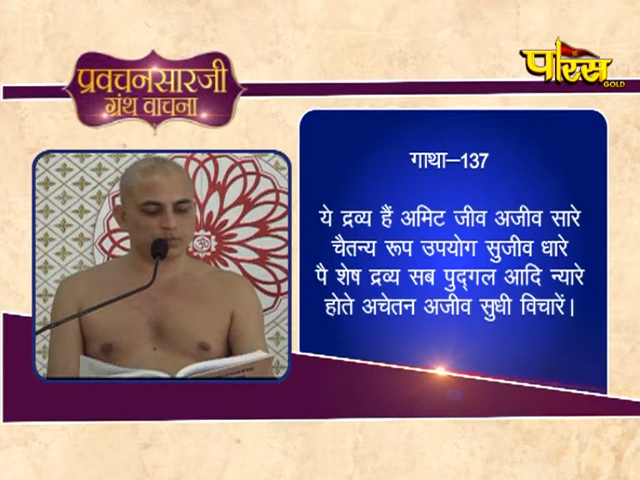 प्रवचनसारजी
ग्रंथ वाचना
पारस
GOLD
गाथा–137
ये द्रव्य हैं अमिट जीव अजीव सारे
चैतन्य रूप उपयोग सुजीव धारे
पै शेष द्रव्य सब पुद्गल आदि न्यारे
होते अचेतन अजीव सुधी विचारें।